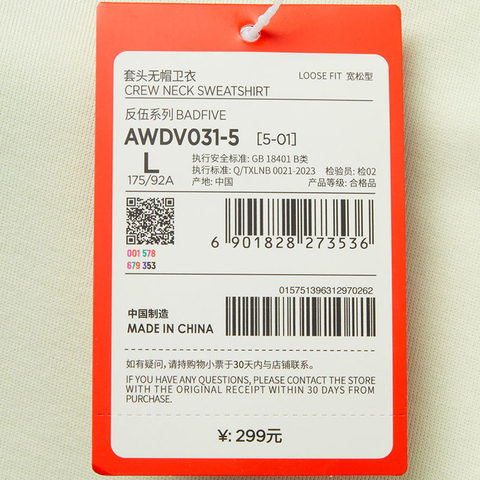 套头无帽卫衣 LOOSE FIT 宽松型
CREW NECK SWEATSHIRT
反伍系列 BADFIVE
AWDV031-5 [5-01]
L 执行安全标准: GB 18401 B类
执行标准: Q/TXLNB 0021-2023 检验员: 检02
175/92A 产地: 中国 产品等级: 合格品
001 578
679 353
6 901828 273536
015751396312970262
中国制造
MADE IN CHINA
如有疑问，请持购物小票于30天内与店铺联系。
IF YOU HAVE ANY QUESTIONS, PLEASE CONTACT THE STORE
WITH THE ORIGINAL RECEIPT WITHIN 30 DAYS FROM
PURCHASE.
¥: 299元